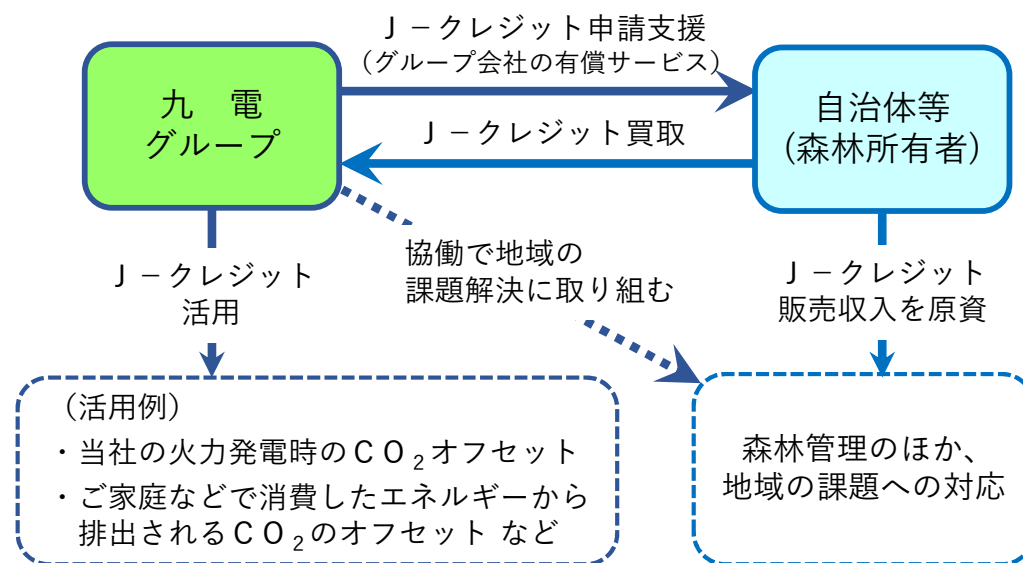 J－クレジット申請支援
（グループ会社の有償サービス）
九　電
グループ
自治体等
（森林所有者）
J－クレジット買取
J－クレジット
活用
協働で地域の
課題解決に取り組む
J－クレジット
販売収入を原資
（活用例）
・当社の火力発電時のＣＯ₂オフセット
・ご家庭などで消費したエネルギーから
排出されるＣＯ₂のオフセット など
森林管理のほか、
地域の課題への対応